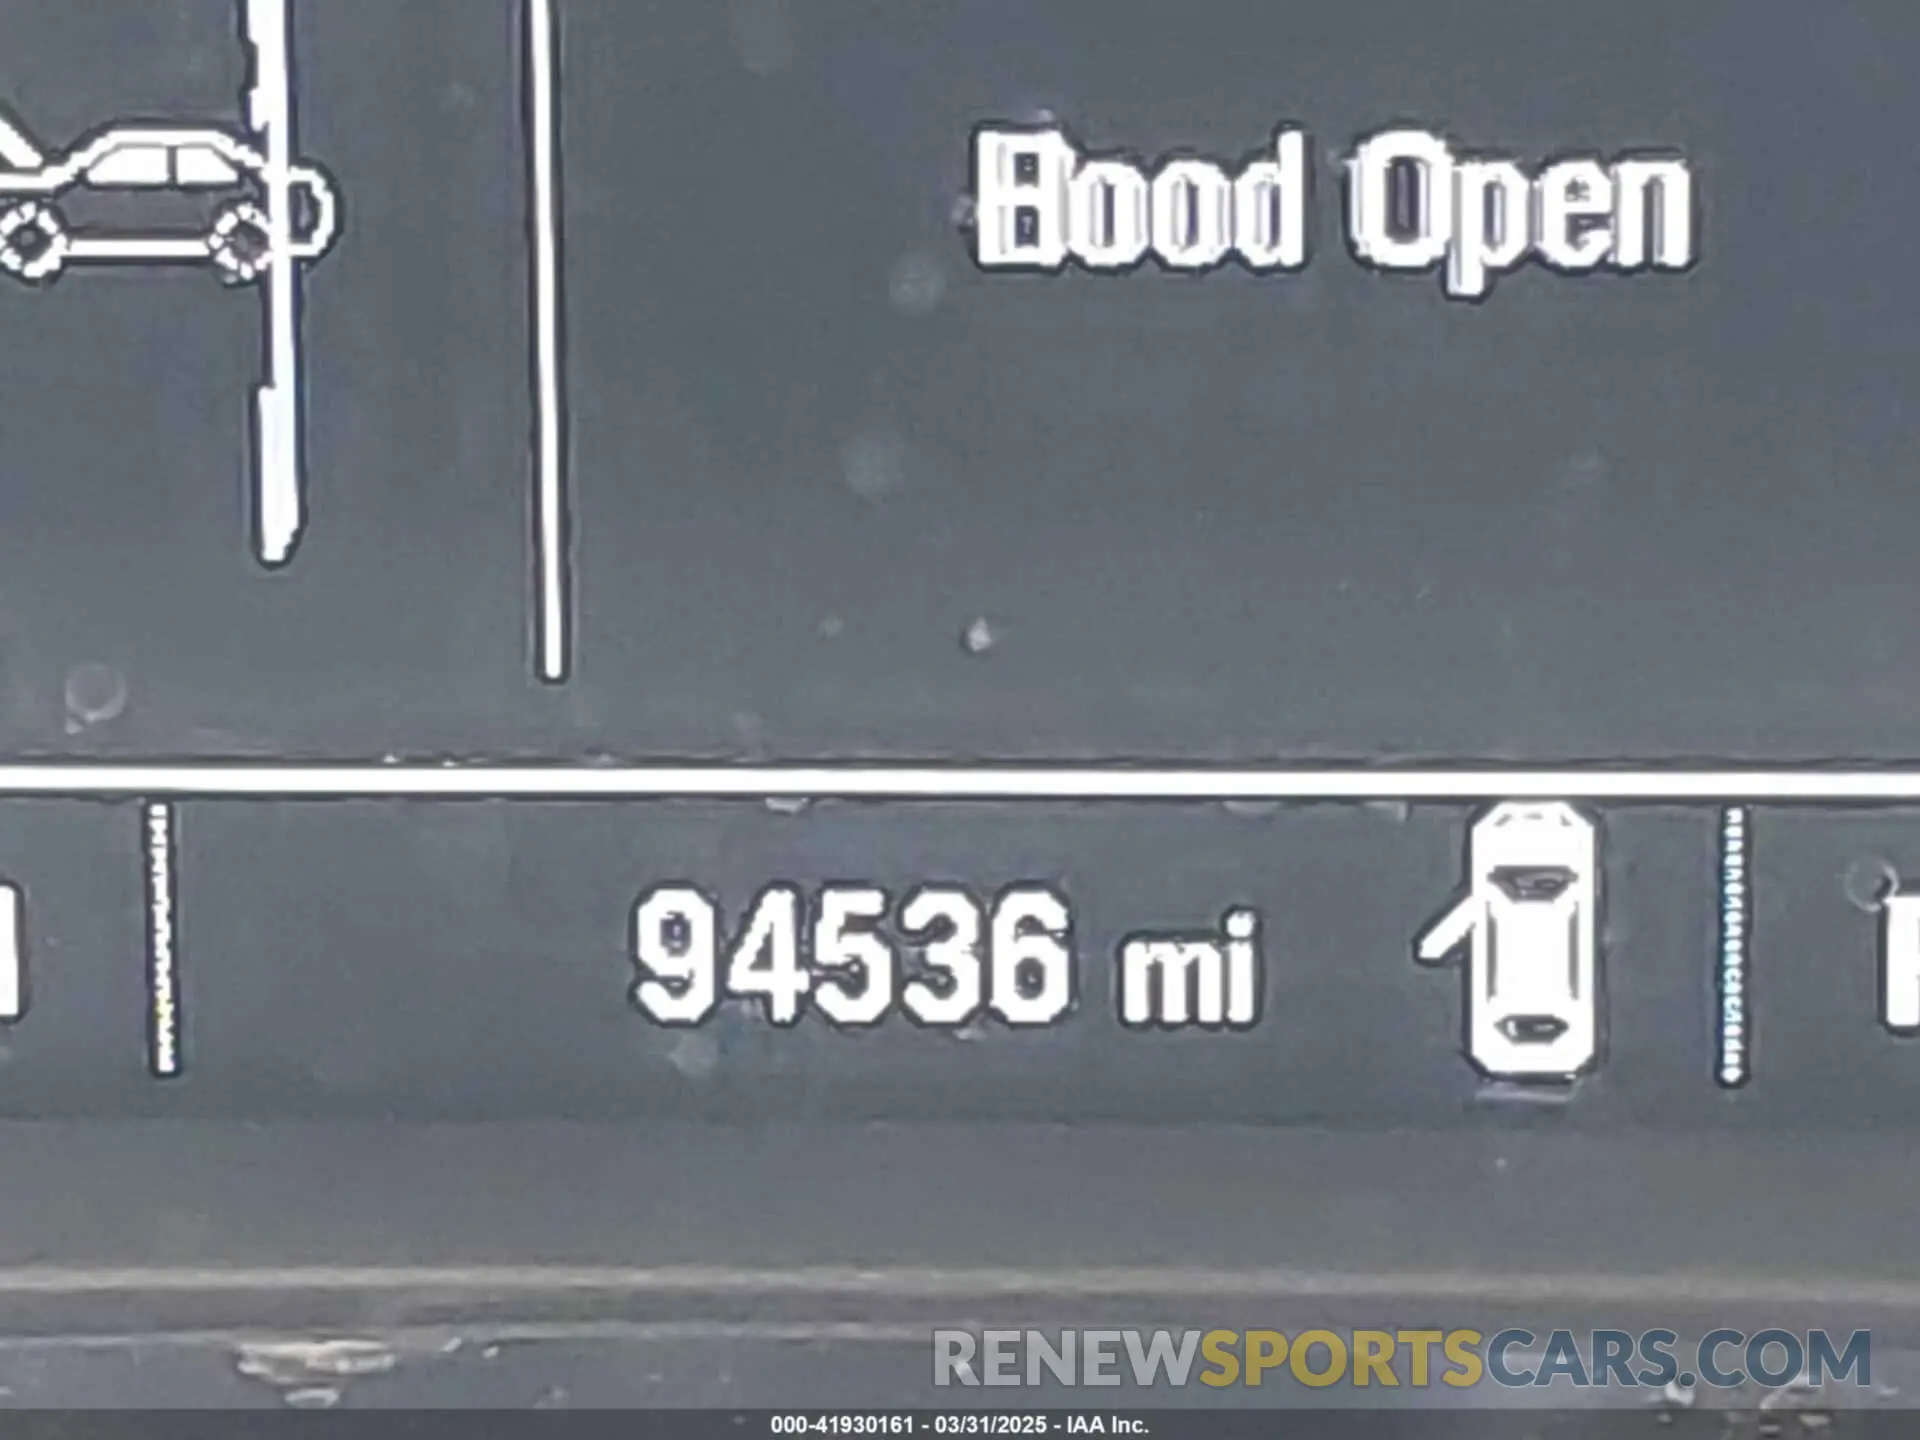 Hood Open
94536 mi
RENEWSPORTSCARS.COM
000-41930161 - 03/31/2025 - IAA Inc.